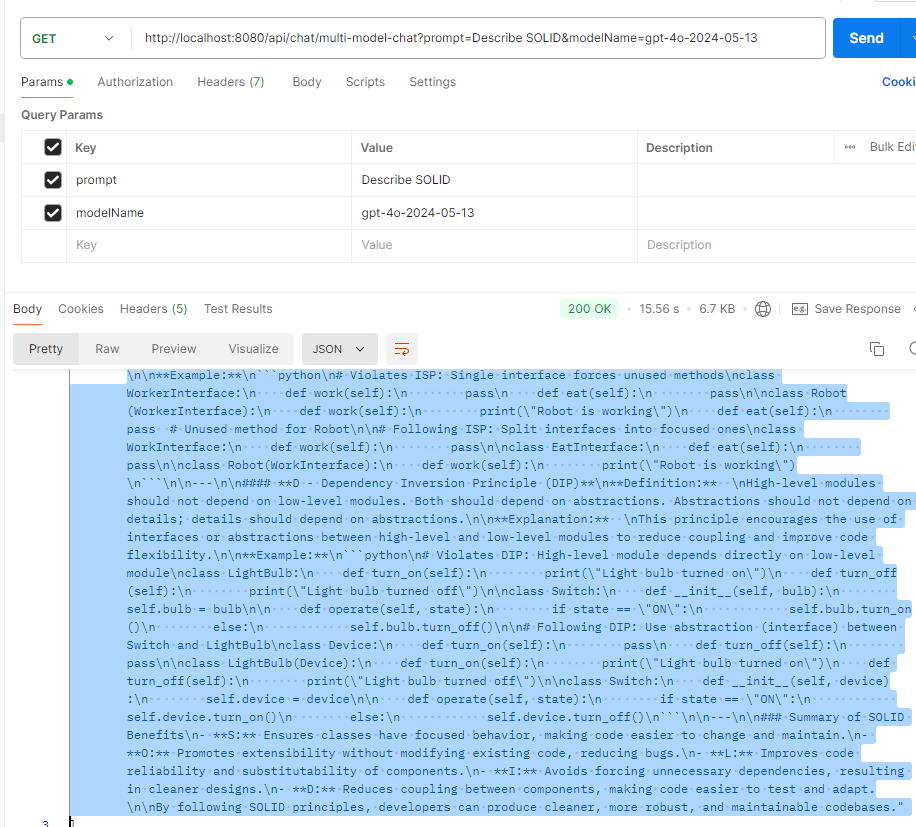 GET http://localhost:8080/api/chat/multi-model-chat?prompt=Describe SOLID&modelName=gpt-4o-2024-05-13 Send
Params Authorization Headers (7) Body Scripts Settings Cooki
Query Params
Key Value Description Bulk Edi
prompt Describe SOLID
modelName gpt-4o-2024-05-13
Key Value Description
Body Cookies Headers (5) Test Results 200 OK 15.56 s 6.7 KB e.g. Save Response
Pretty Raw Preview Visualize JSON
\n\n**Example:**\n```python\n# Violates ISP: Single interface forces unused methods\nclass
WorkerInterface:\n    def work(self):\n        pass\n    def eat(self):\n        pass\n\nclass Robot
(WorkerInterface):\n    def work(self):\n        print(\"Robot is working\")\n    def eat(self):\n
pass  # Unused method for Robot\n\n# Following ISP: Split interfaces into focused ones\nclass
WorkInterface:\n    def work(self):\n        pass\n\nclass EatInterface:\n    def eat(self):\n
pass\n\nclass Robot(WorkInterface):\n    def work(self):\n        print(\"Robot is working\")
\n```\n\n---\n\n#### **D - Dependency Inversion Principle (DIP)**\n**Definition:**  \nHigh-level modules
should not depend on low-level modules. Both should depend on abstractions. Abstractions should not depend on
details; details should depend on abstractions.\n\n**Explanation:**  \nThis principle encourages the use of
interfaces or abstractions between high-level and low-level modules to reduce coupling and improve code
flexibility.\n\n**Example:**\n```python\n# Violates DIP: High-level module depends directly on low-level
module\nclass LightBulb:\n    def turn_on(self):\n        print(\"Light bulb turned on\")\n    def turn_off
(self):\n        print(\"Light bulb turned off\")\n\nclass Switch:\n    def __init__(self, bulb):\n
self.bulb = bulb\n\n    def operate(self, state):\n        if state == \"ON\":\n            self.bulb.turn_on
()\n        else:\n            self.bulb.turn_off()\n\n# Following DIP: Use abstraction (interface) between
Switch and LightBulb\nclass Device:\n    def turn_on(self):\n        pass\n    def turn_off(self):\n
pass\n\nclass LightBulb(Device):\n    def turn_on(self):\n        print(\"Light bulb turned on\")\n    def
turn_off(self):\n        print(\"Light bulb turned off\")\n\nclass Switch:\n    def __init__(self, device)
:\n        self.device = device\n\n    def operate(self, state):\n        if state == \"ON\":\n
self.device.turn_on()\n        else:\n            self.device.turn_off()\n```\n\n---\n\n### Summary of SOLID
Benefits\n- **S:** Ensures classes have focused behavior, making code easier to change and maintain.\n-
**O:** Promotes extensibility without modifying existing code, reducing bugs.\n- **L:** Improves code
reliability and substitutability of components.\n- **I:** Avoids forcing unnecessary dependencies, resulting
in cleaner designs.\n- **D:** Reduces coupling between components, making code easier to test and adapt.
\n\nBy following SOLID principles, developers can produce cleaner, more robust, and maintainable codebases."
3 ]